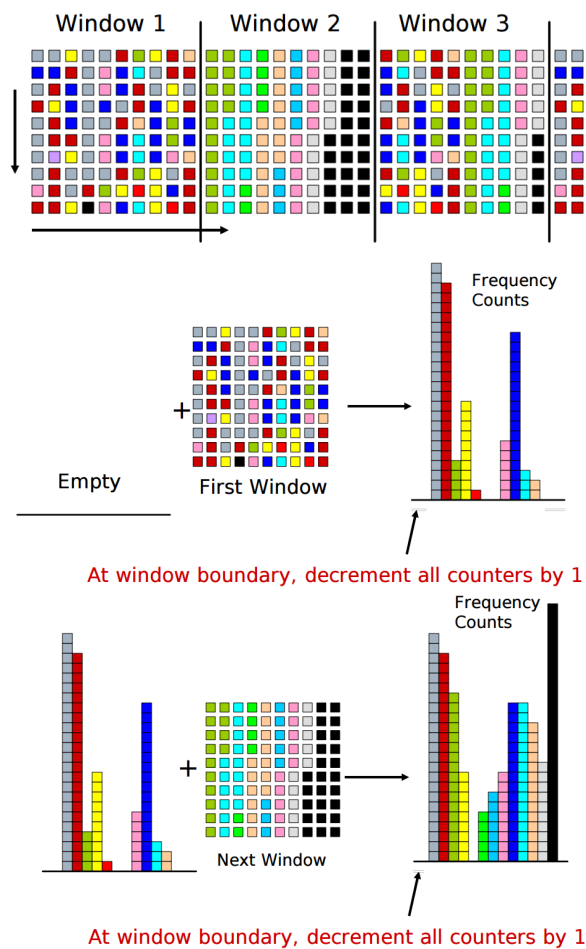 Window 1 Window 2 Window 3
Frequency
Counts
+
Empty
First Window
At window boundary, decrement all counters by 1
Frequency
Counts
+
Next Window
At window boundary, decrement all counters by 1